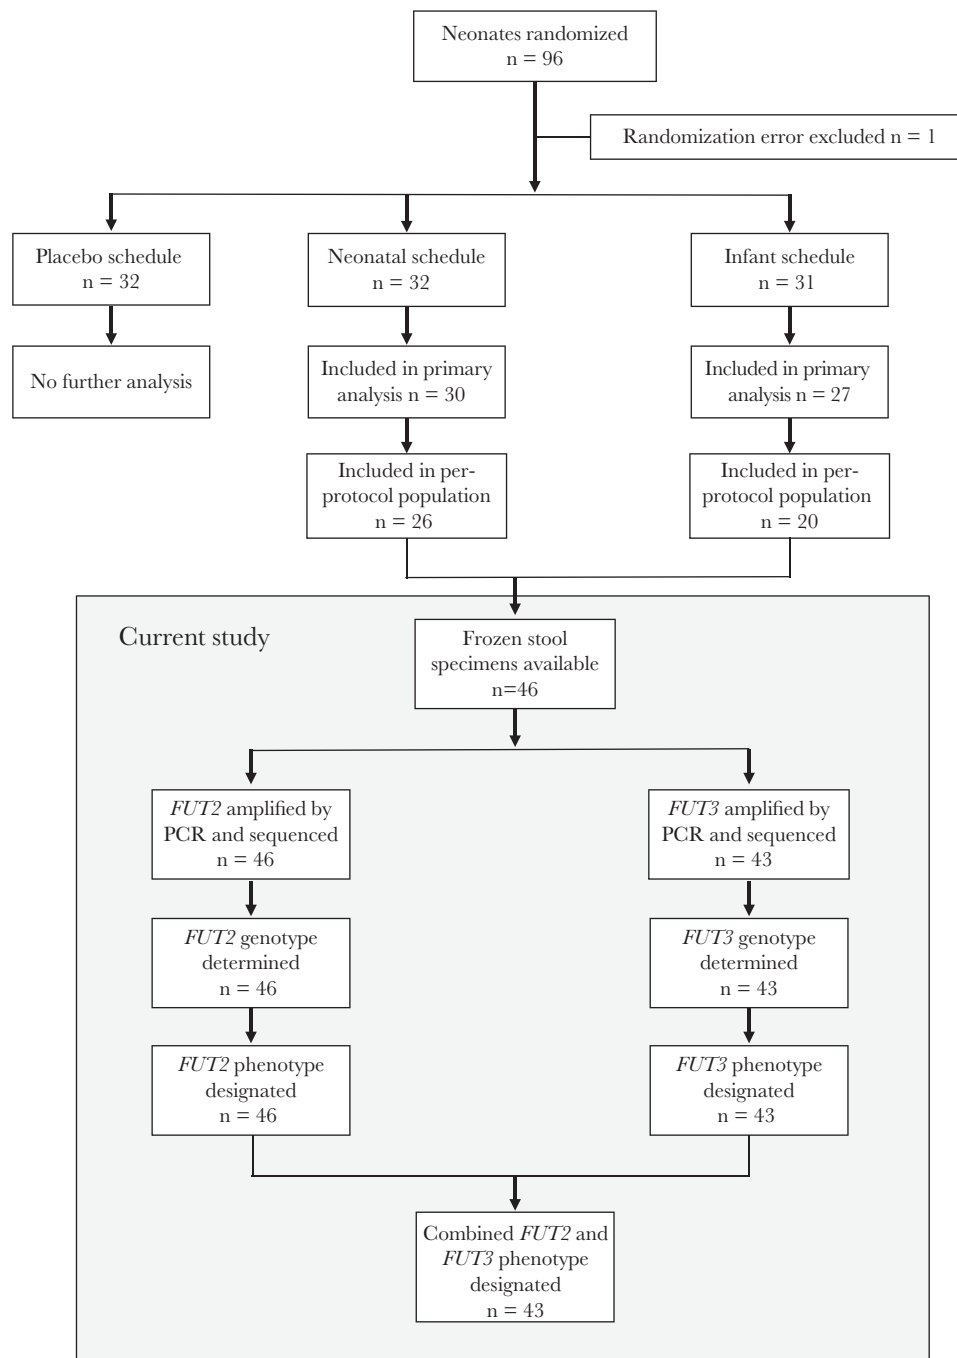 Neonates randomized
n = 96
Randomization error excluded n = 1
Placebo schedule
n = 32
Neonatal schedule
n = 32
Infant schedule
n = 31
No further analysis
Included in primary
analysis n = 30
Included in primary
analysis n = 27
Included in per-
protocol population
n = 26
Included in per-
protocol population
n = 20
Current study
Frozen stool
specimens available
n=46
FUT2 amplified by
PCR and sequenced
n = 46
FUT3 amplified by
PCR and sequenced
n = 43
FUT2 genotype
determined
n = 46
FUT3 genotype
determined
n = 43
FUT2 phenotype
designated
n = 46
FUT3 phenotype
designated
n = 43
Combined FUT2 and
FUT3 phenotype
designated
n = 43